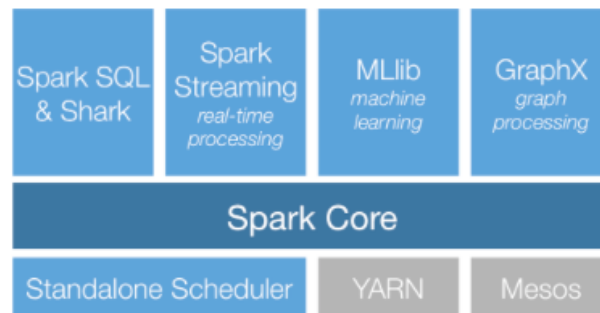 Spark SQL
& Shark
Spark
Streaming
real-time
processing
MLlib
machine
learning
GraphX
graph
processing
Spark Core
Standalone Scheduler
YARN
Mesos